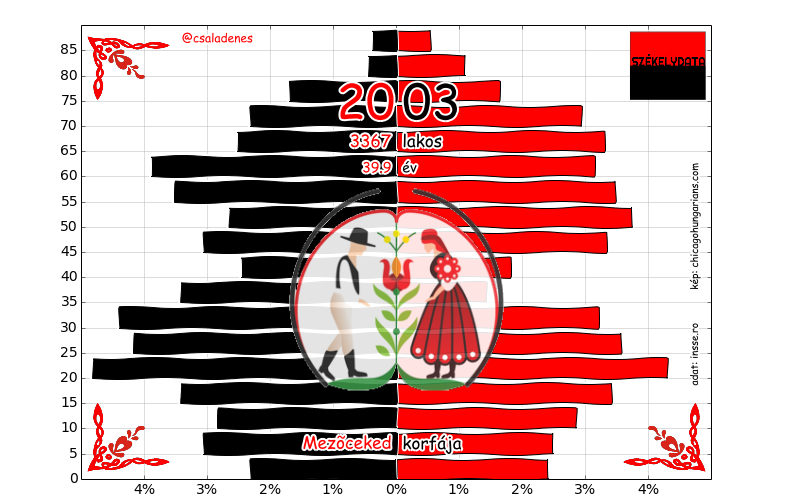 @csaladenes
SZÉKELYDATA
2003
3367 lakos
39.9 év
kép: chicagohungarians.com
adat: insse.ro
Mezőceked korfája
85
80
75
70
65
60
55
50
45
40
35
30
25
20
15
10
5
0
4% 3% 2% 1% 0% 1% 2% 3% 4%